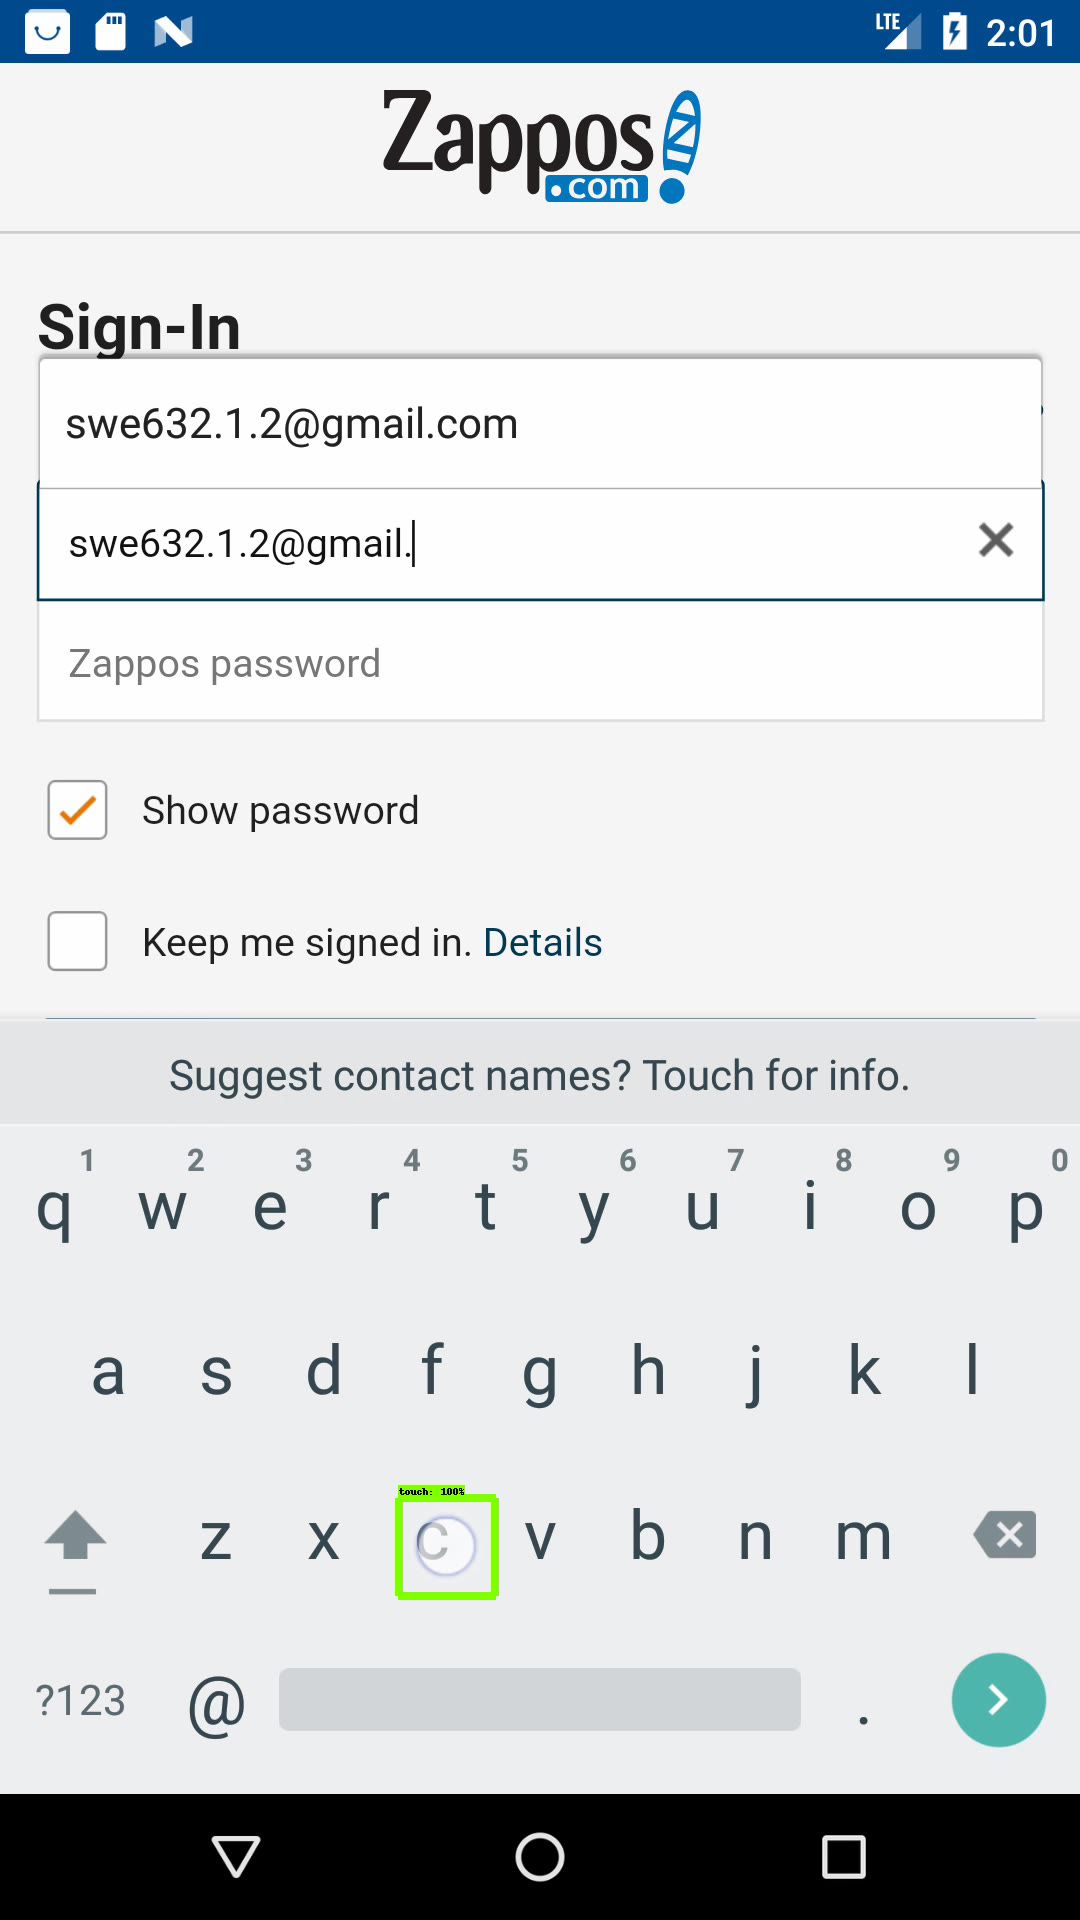 LTE 2:01
Zappos
.com
Sign-In
swe632.1.2@gmail.com
swe632.1.2@gmail.
Zappos password
Show password
Keep me signed in. Details
Suggest contact names? Touch for info.
1 2 3 4 5 6 7 8 9 0
q w e r t y u i o p
a s d f g h j k l
touch: 100%
z x c v b n m
?123 @ .